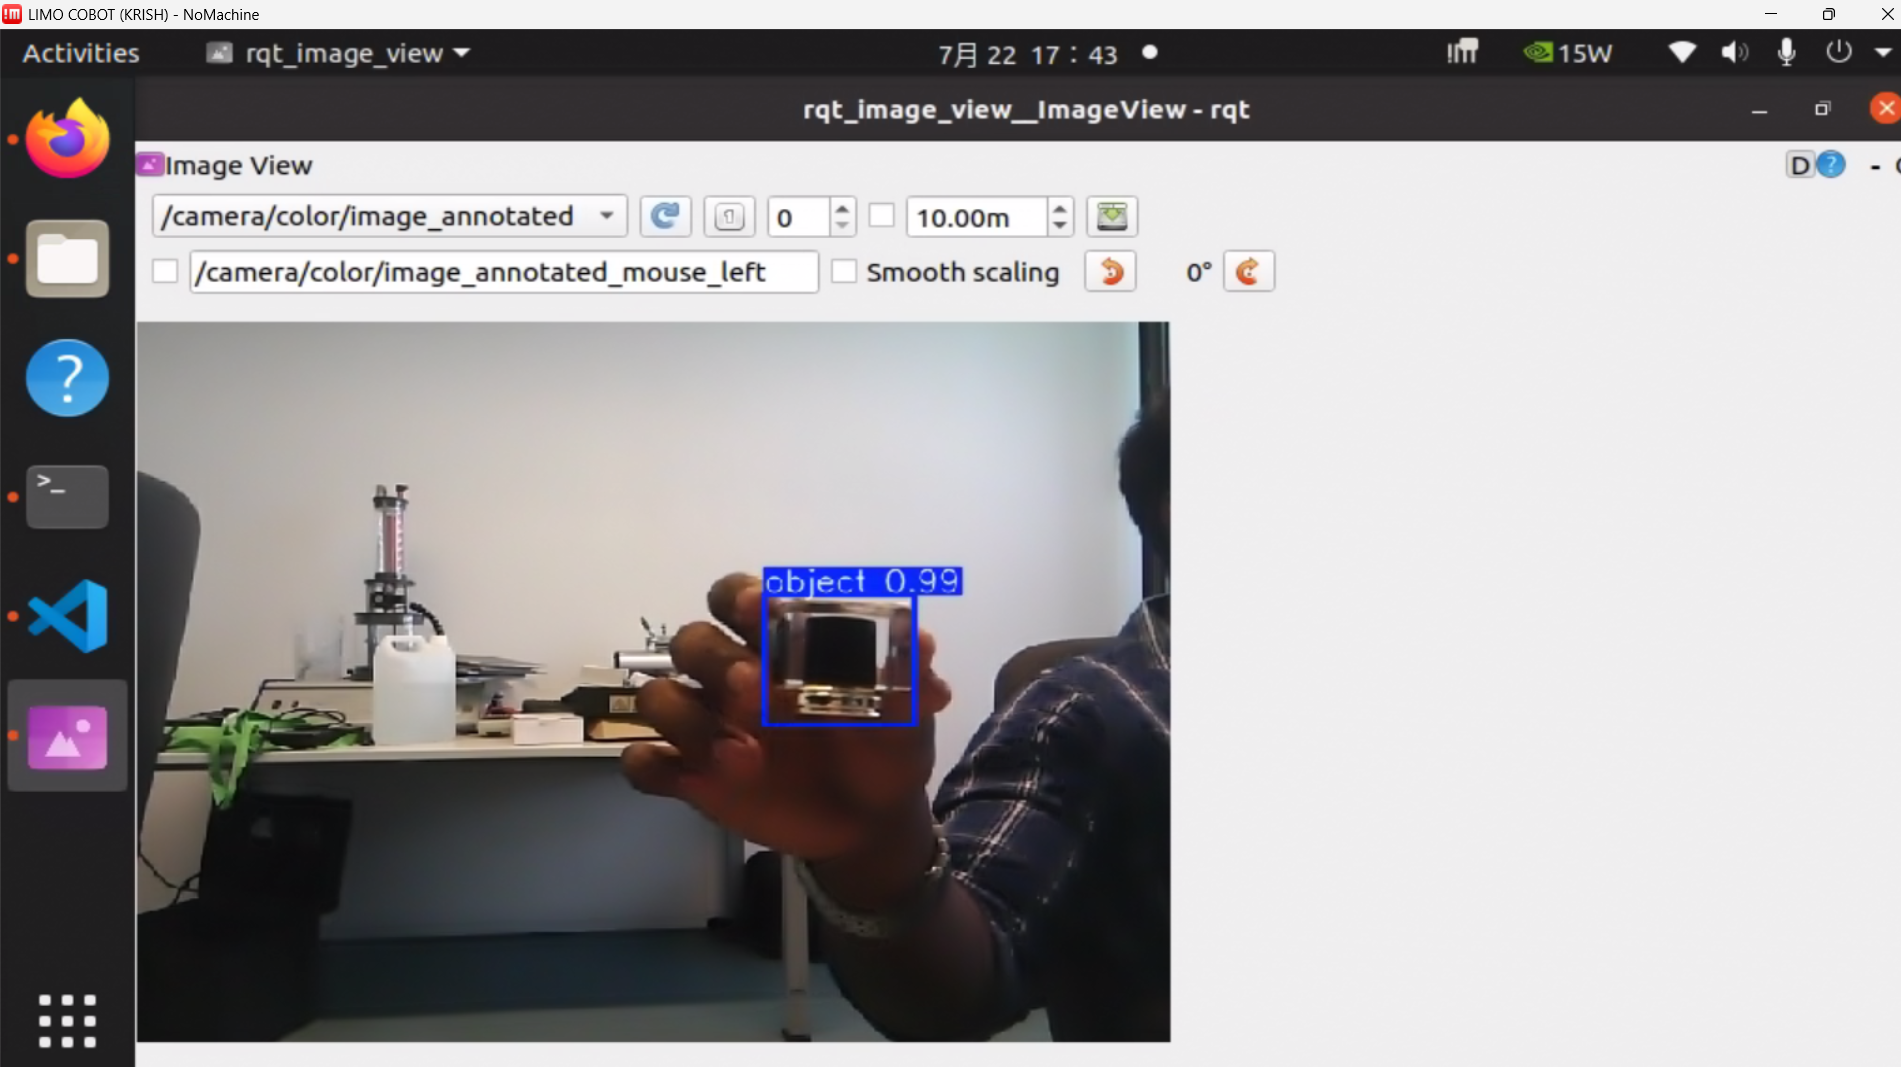 LIMO COBOT (KRISH) - NoMachine
Activities rqt_image_view 7月 22 17：43 15W
rqt_image_view__ImageView - rqt
Image View D ? -
/camera/color/image_annotated 0 10.00m
/camera/color/image_annotated_mouse_left Smooth scaling 0°
object 0.99